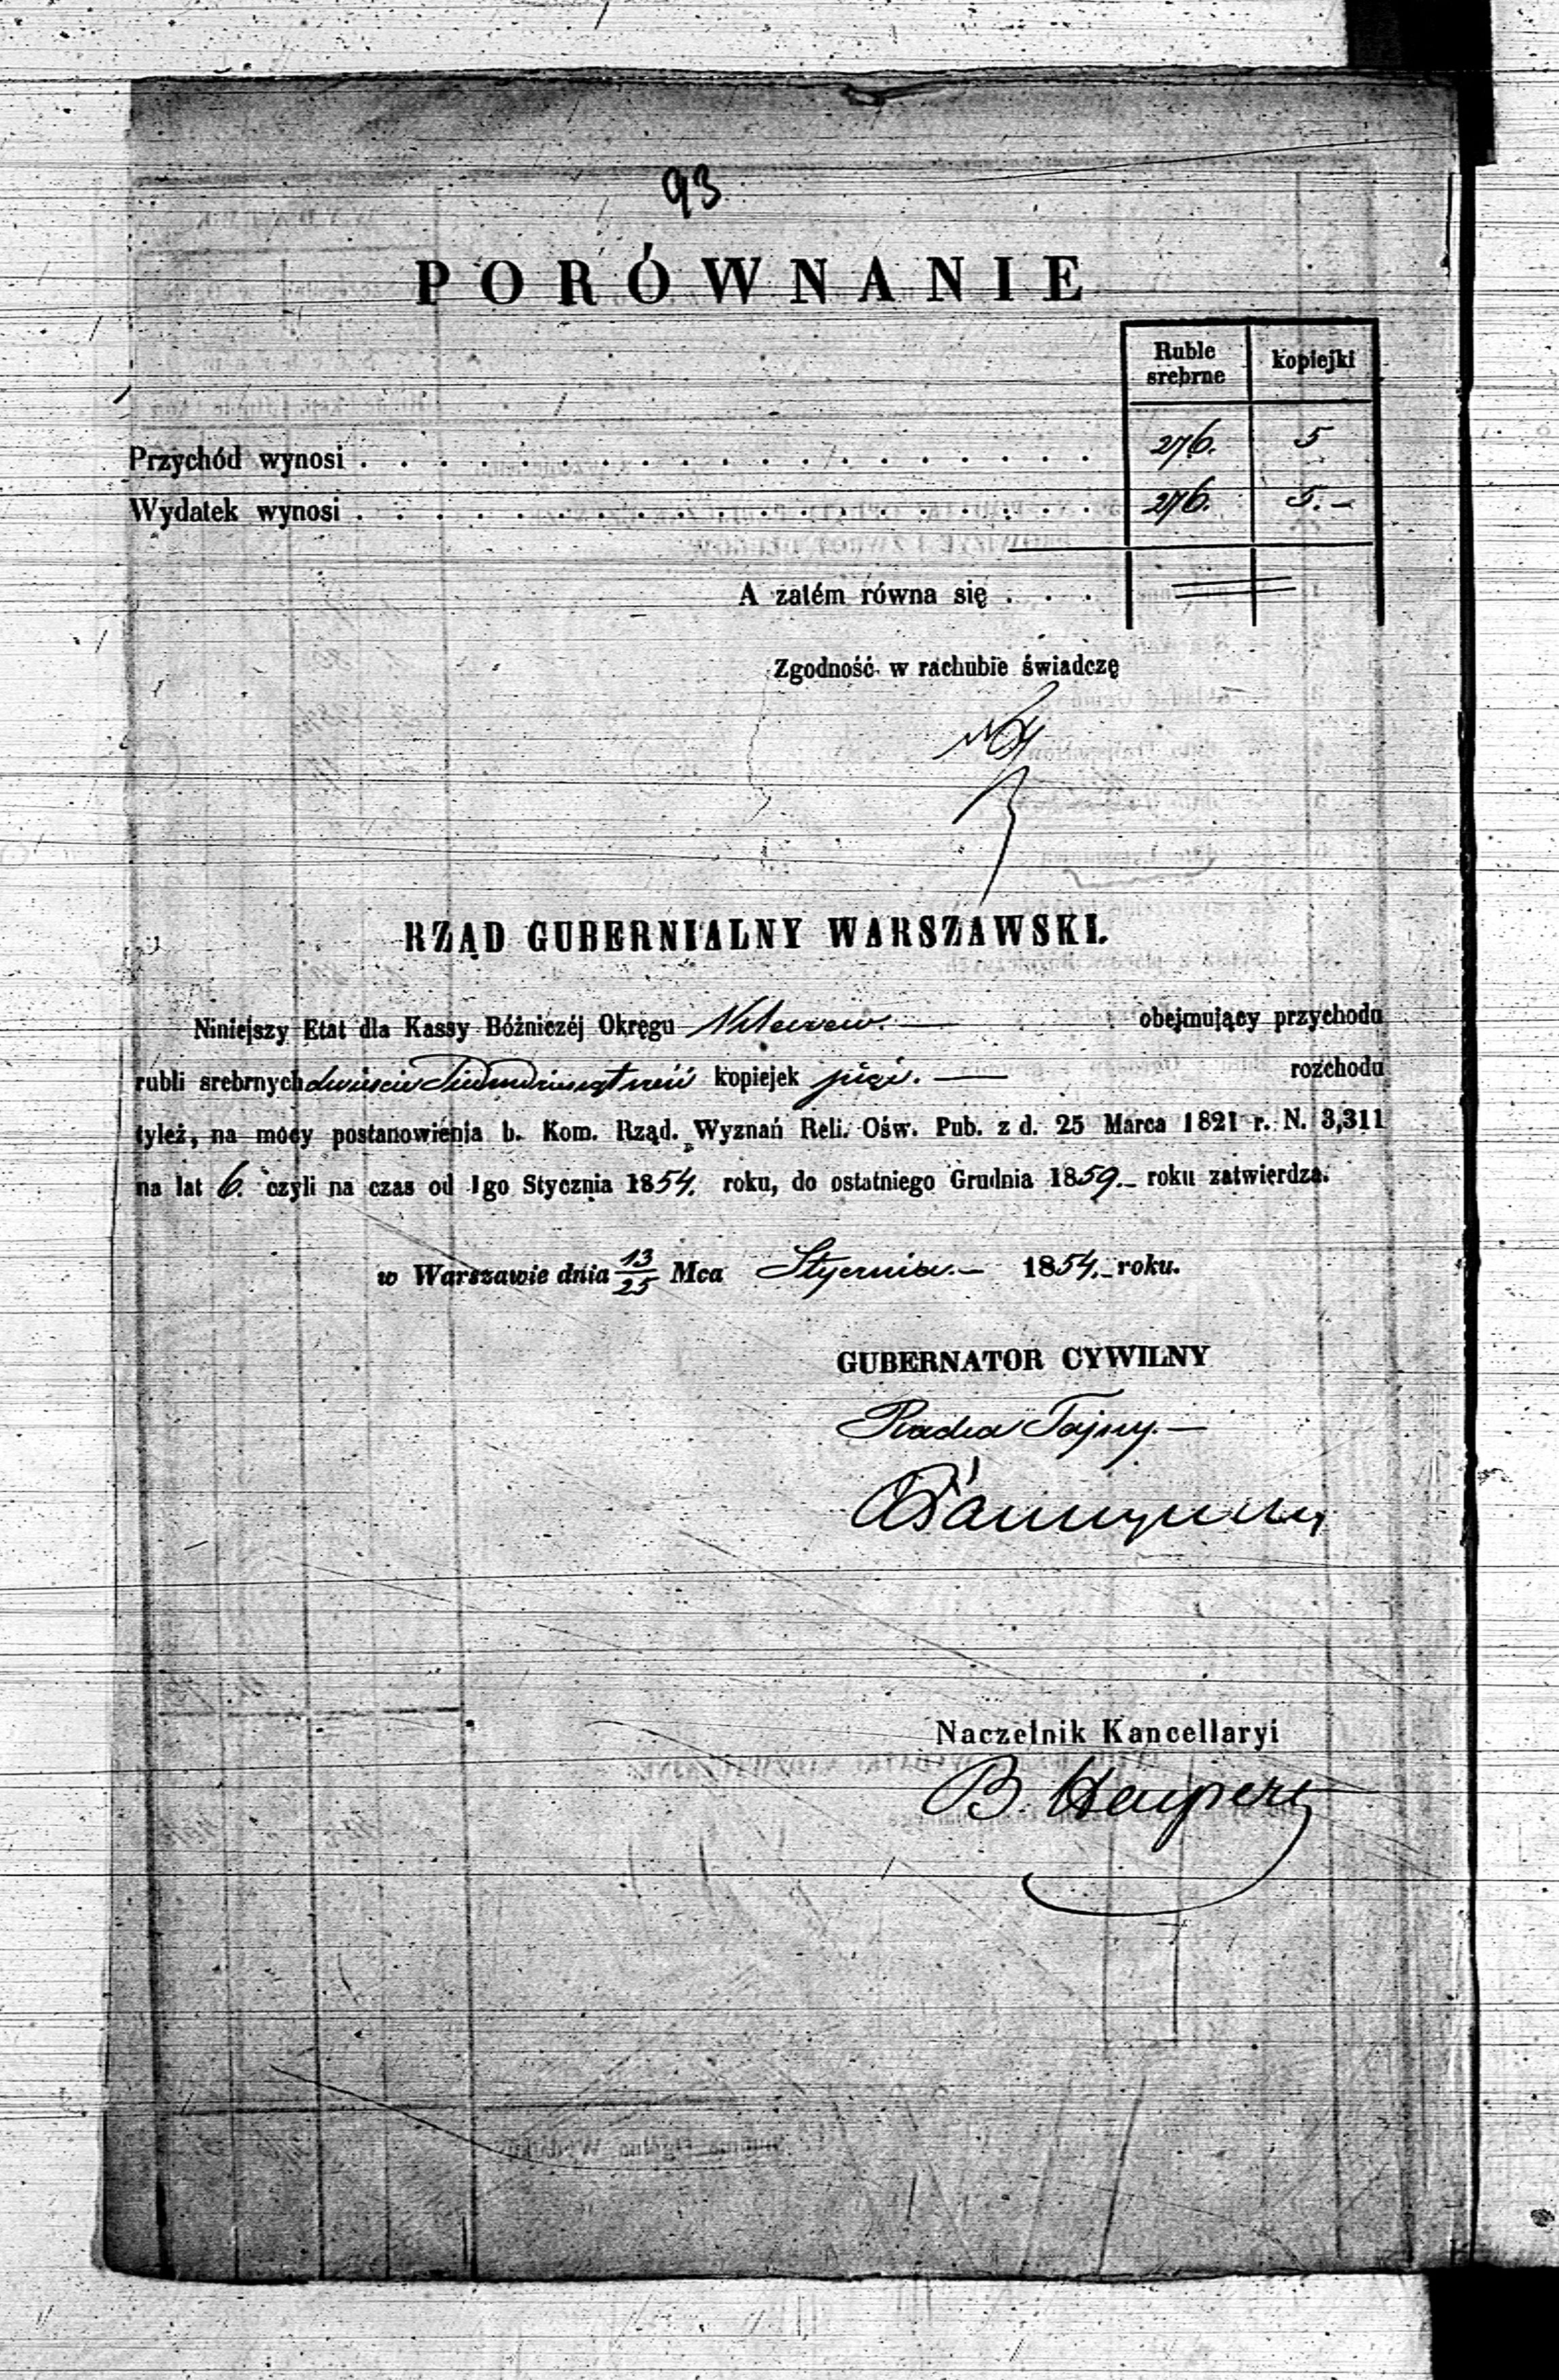 93
PORÓWNANIE
Ruble srebrne kopiejki
Przychód wynosi . . . 276. 5
Wydatek wynosi . . . 276. 5.–
A zatém równa się . . .
Zgodność w rachubie świadczę
RZĄD GUBERNIALNY WARSZAWSKI.
Niniejszy Etat dla Kassy Bóżniczéj Okręgu obejmujący przychodu
rubli srebrnych dwieście Siedmdziesiąt sześć kopiejek pięć. — rozchodu
tyleż, na mocy postanowienia b. Kom. Rząd. Wyznań Reli. Ośw. Pub. z d. 25 Marca 1821 r. N. 3,311
na lat 6. czyli na czas od 1go Stycznia 1854. roku, do ostatniego Grudnia 1859.– roku zatwierdza.
w Warszawie dnia 13/25 Mca Stycznia.– 1854.– roku.
GUBERNATOR CYWILNY
Radca Tajny.–
Naczelnik Kancellaryi
B.